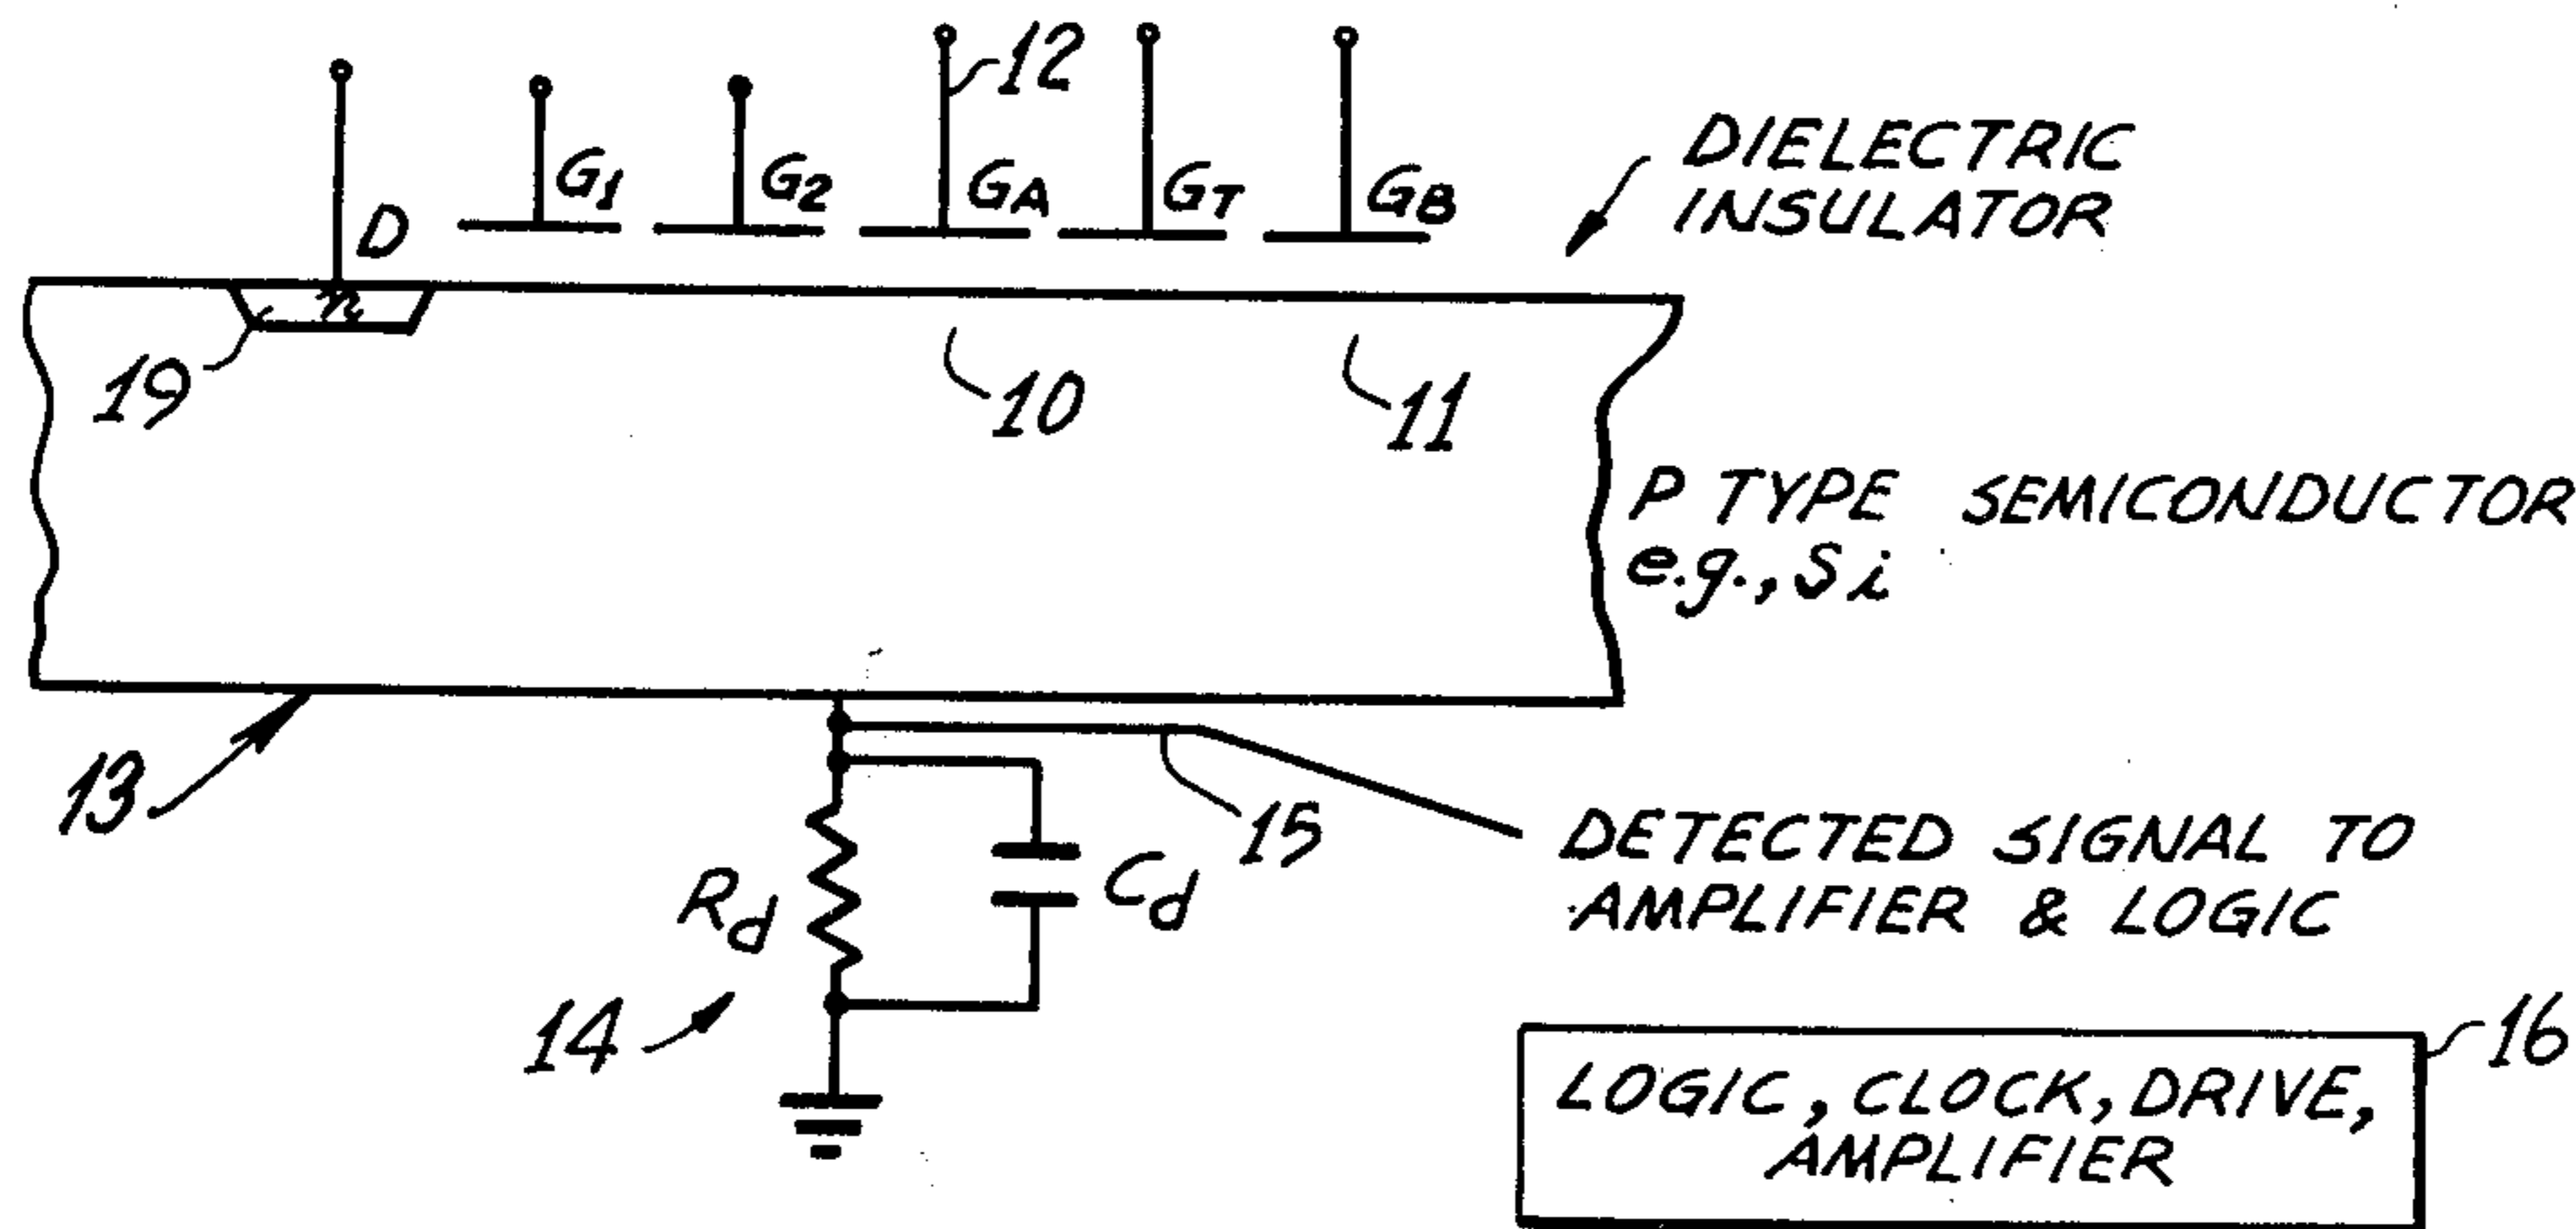 12
D
G1
G2
GA
GT
GB
DIELECTRIC
INSULATOR
n
19
10
11
P TYPE SEMICONDUCTOR
e.g., Si
13
15
Rd
Cd
14
DETECTED SIGNAL TO
AMPLIFIER & LOGIC
16
LOGIC, CLOCK, DRIVE,
AMPLIFIER